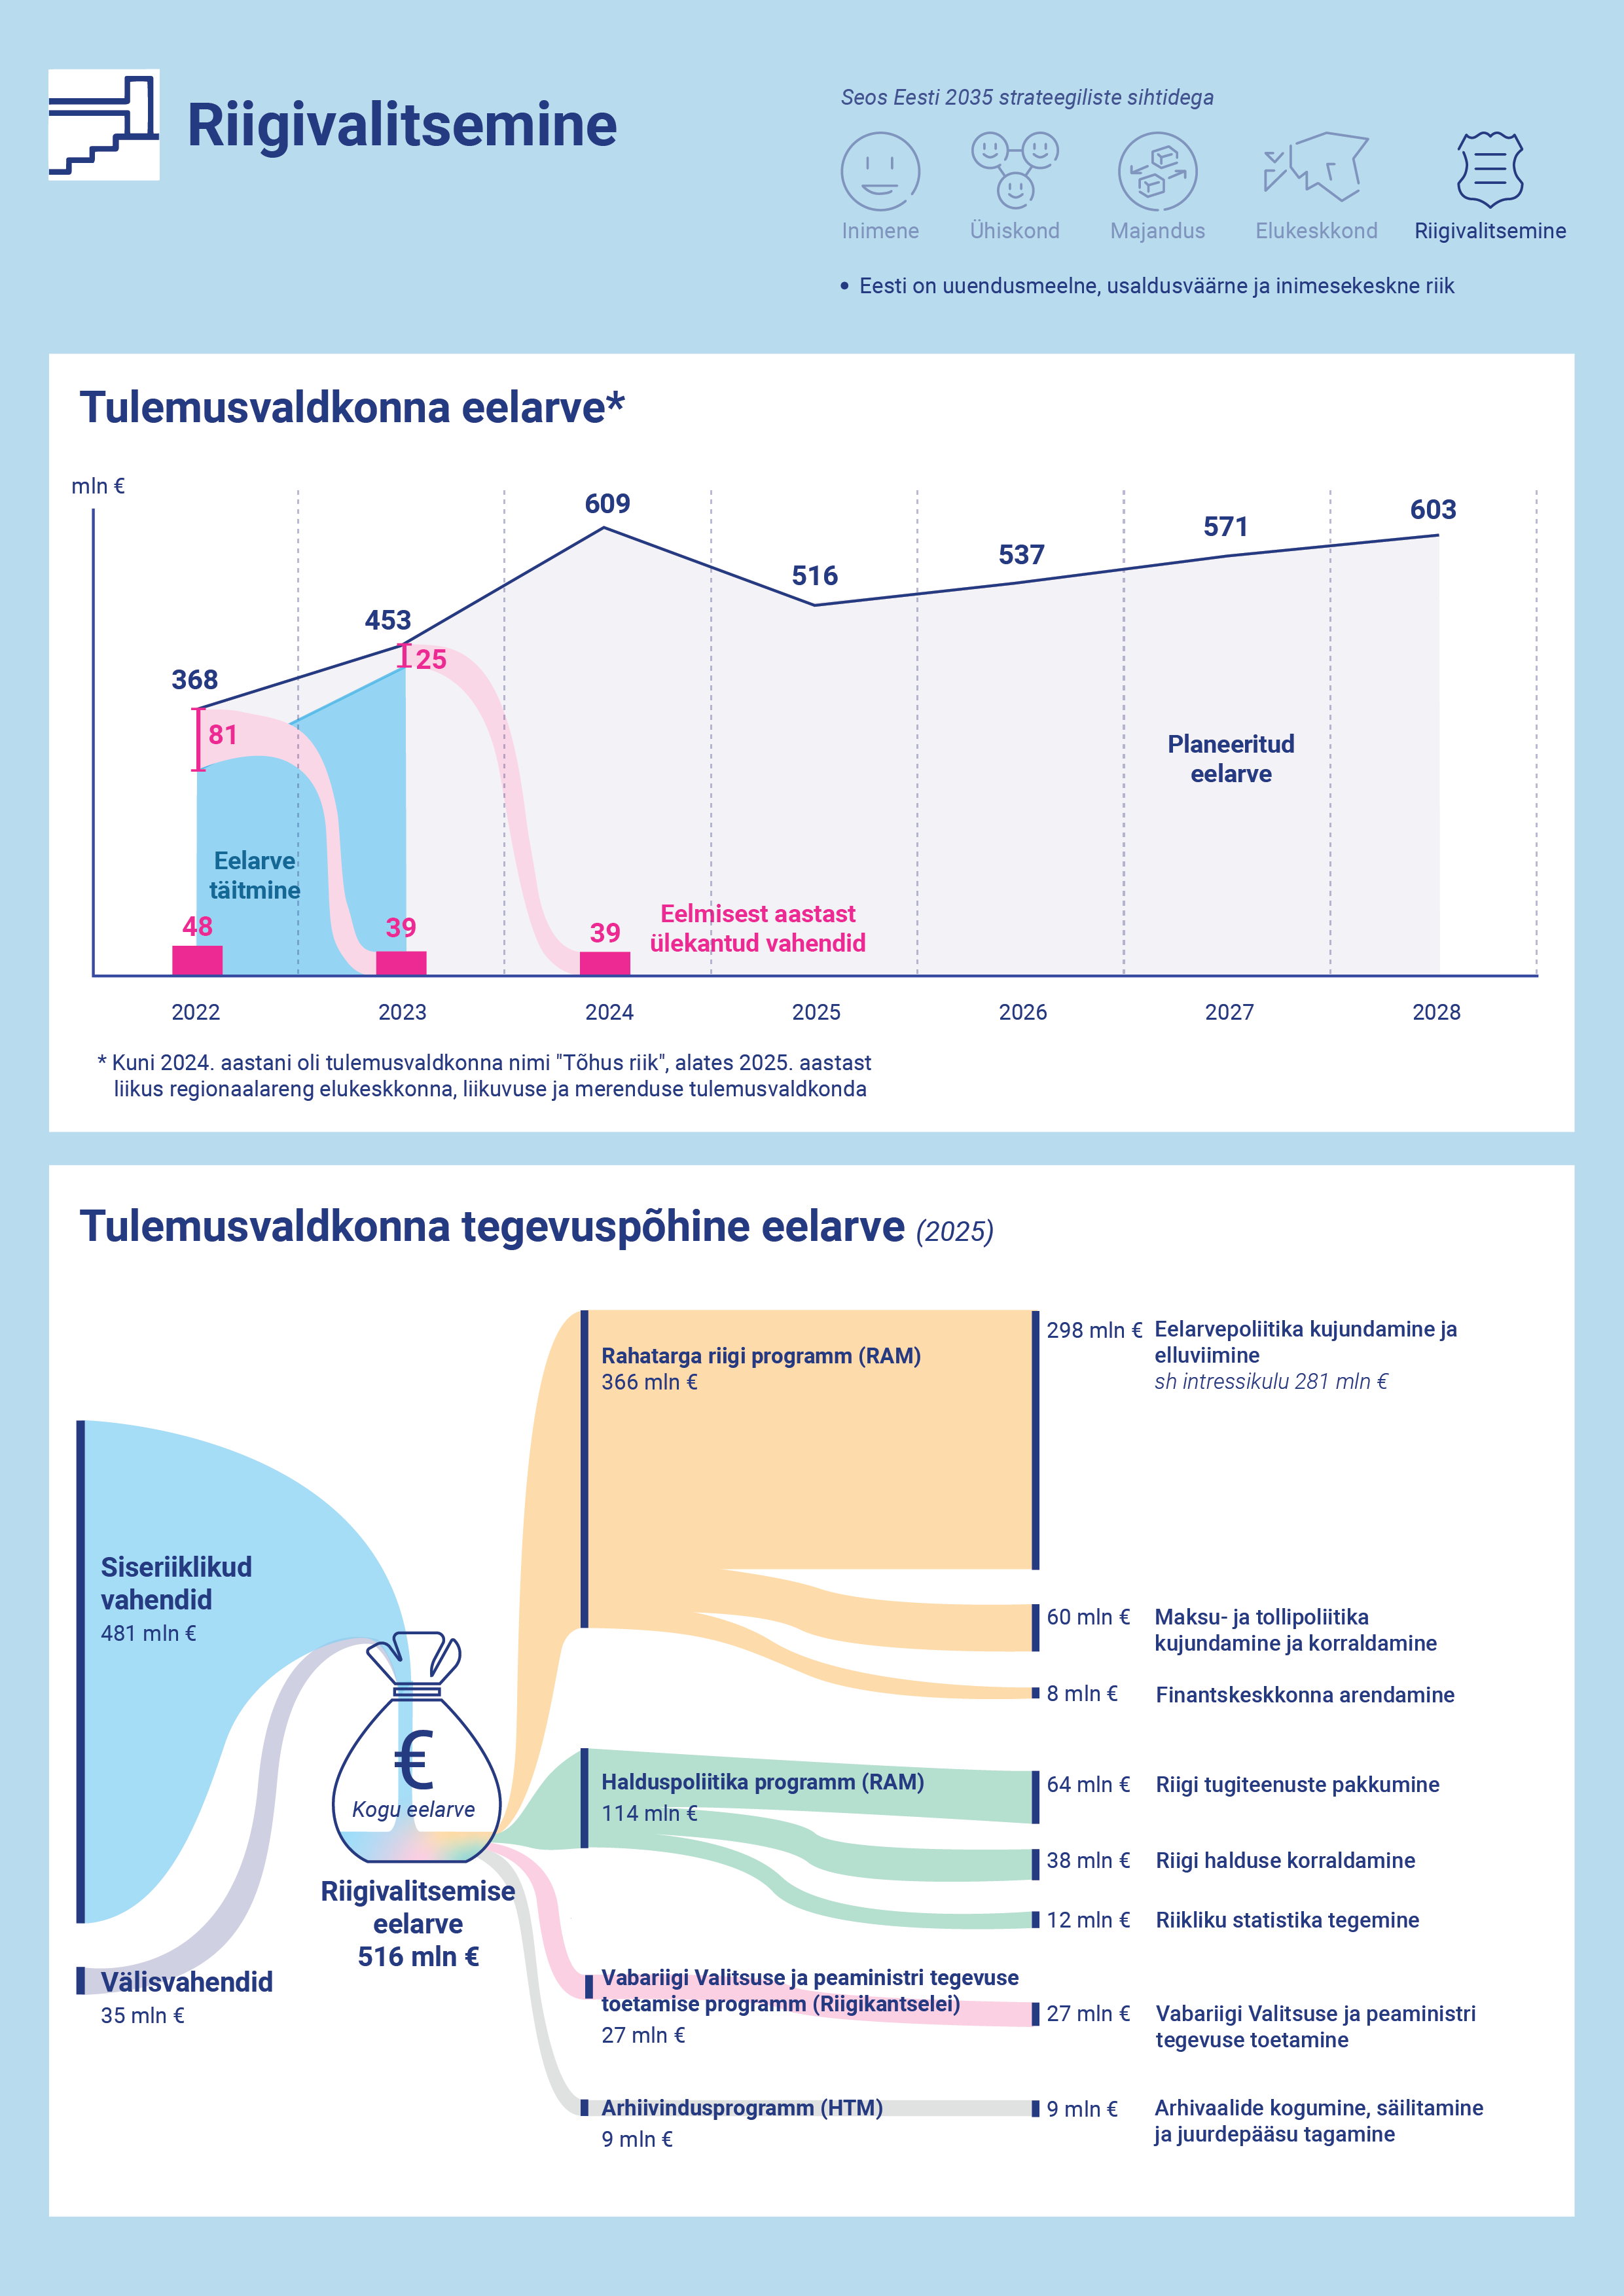 Riigivalitsemine
Seos Eesti 2035 strateegiliste sihtidega
Inimene
Ühiskond
Majandus
Elukeskkond
Riigivalitsemine
• Eesti on uuendusmeelne, usaldusväärne ja inimesekeskne riik
Tulemusvaldkonna eelarve*
mln €
368
453
609
516
537
571
603
81
25
Planeeritud
eelarve
Eelarve
täitmine
48
39
39
Eelmisest aastast
ülekantud vahendid
2022
2023
2024
2025
2026
2027
2028
* Kuni 2024. aastani oli tulemusvaldkonna nimi "Tõhus riik", alates 2025. aastast
liikus regionaalareng elukeskkonna, liikuvuse ja merenduse tulemusvaldkonda
Tulemusvaldkonna tegevuspõhine eelarve (2025)
Siseriiklikud
vahendid
481 mln €
Välisvahendid
35 mln €
€
Kogu eelarve
Riigivalitsemise
eelarve
516 mln €
Rahatarga riigi programm (RAM)
366 mln €
298 mln € Eelarvepoliitika kujundamine ja
elluviimine
sh intressikulu 281 mln €
60 mln € Maksu- ja tollipoliitika
kujundamine ja korraldamine
8 mln € Finantskeskkonna arendamine
Halduspoliitika programm (RAM)
114 mln €
64 mln € Riigi tugiteenuste pakkumine
38 mln € Riigi halduse korraldamine
12 mln € Riikliku statistika tegemine
Vabariigi Valitsuse ja peaministri tegevuse
toetamise programm (Riigikantselei)
27 mln €
27 mln € Vabariigi Valitsuse ja peaministri
tegevuse toetamine
Arhiivindusprogramm (HTM)
9 mln €
9 mln € Arhivaalide kogumine, säilitamine
ja juurdepääsu tagamine